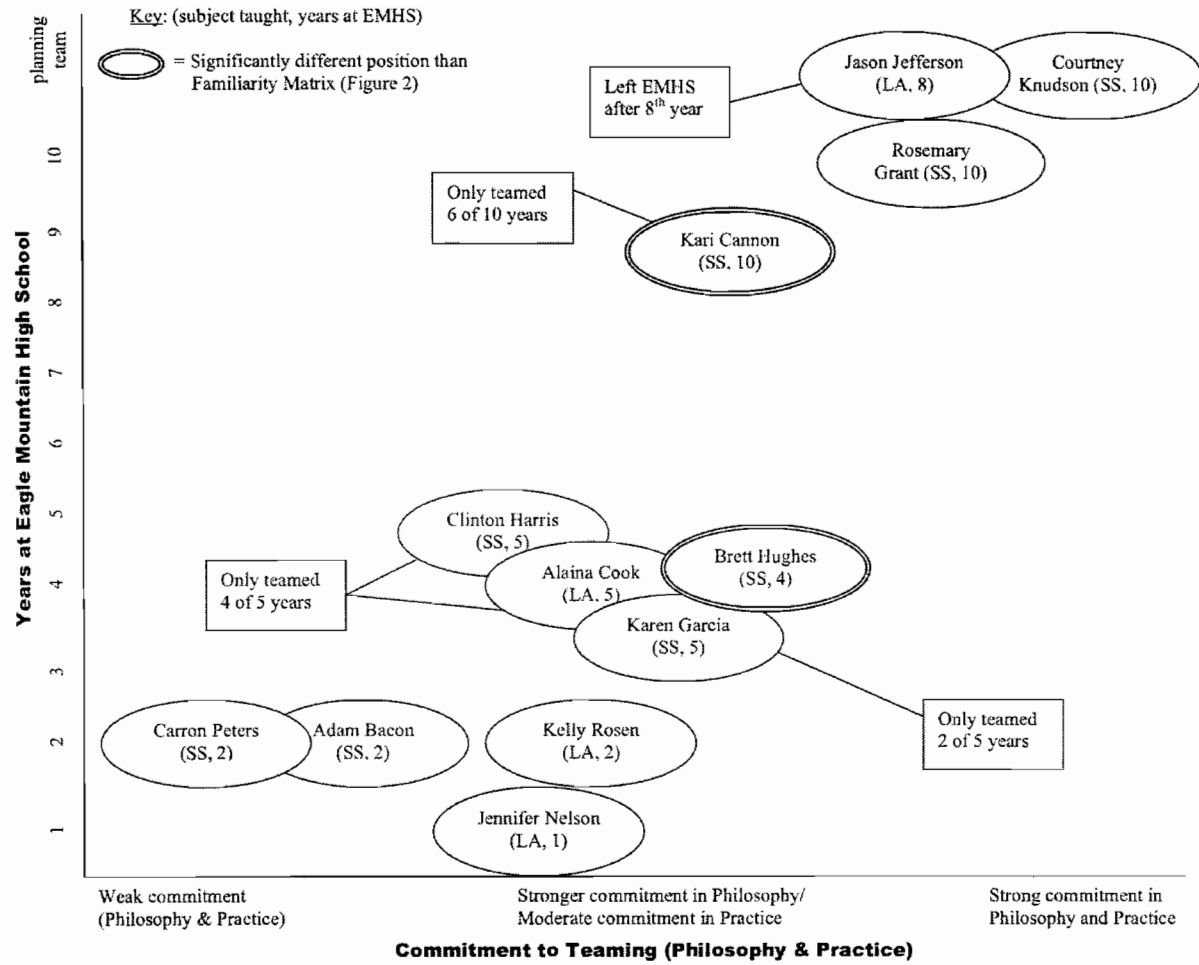 Key: (subject taught, years at EMHS)
= Significantly different position than
Familiarity Matrix (Figure 2)
planning
team
Jason Jefferson
(LA, 8)
Courtney
Knudson (SS, 10)
Left EMHS
after 8th year
Rosemary
Grant (SS, 10)
10
Only teamed
6 of 10 years
9
Kari Cannon
(SS, 10)
8
7
6
5
Clinton Harris
(SS, 5)
Brett Hughes
(SS, 4)
Alaina Cook
(LA, 5)
Only teamed
4 of 5 years
4
Karen Garcia
(SS, 5)
3
Only teamed
2 of 5 years
Carron Peters
(SS, 2)
Adam Bacon
(SS, 2)
Kelly Rosen
(LA, 2)
2
Jennifer Nelson
(LA, 1)
1
Years at Eagle Mountain High School
Weak commitment
(Philosophy & Practice)
Stronger commitment in Philosophy/
Moderate commitment in Practice
Strong commitment in
Philosophy and Practice
Commitment to Teaming (Philosophy & Practice)